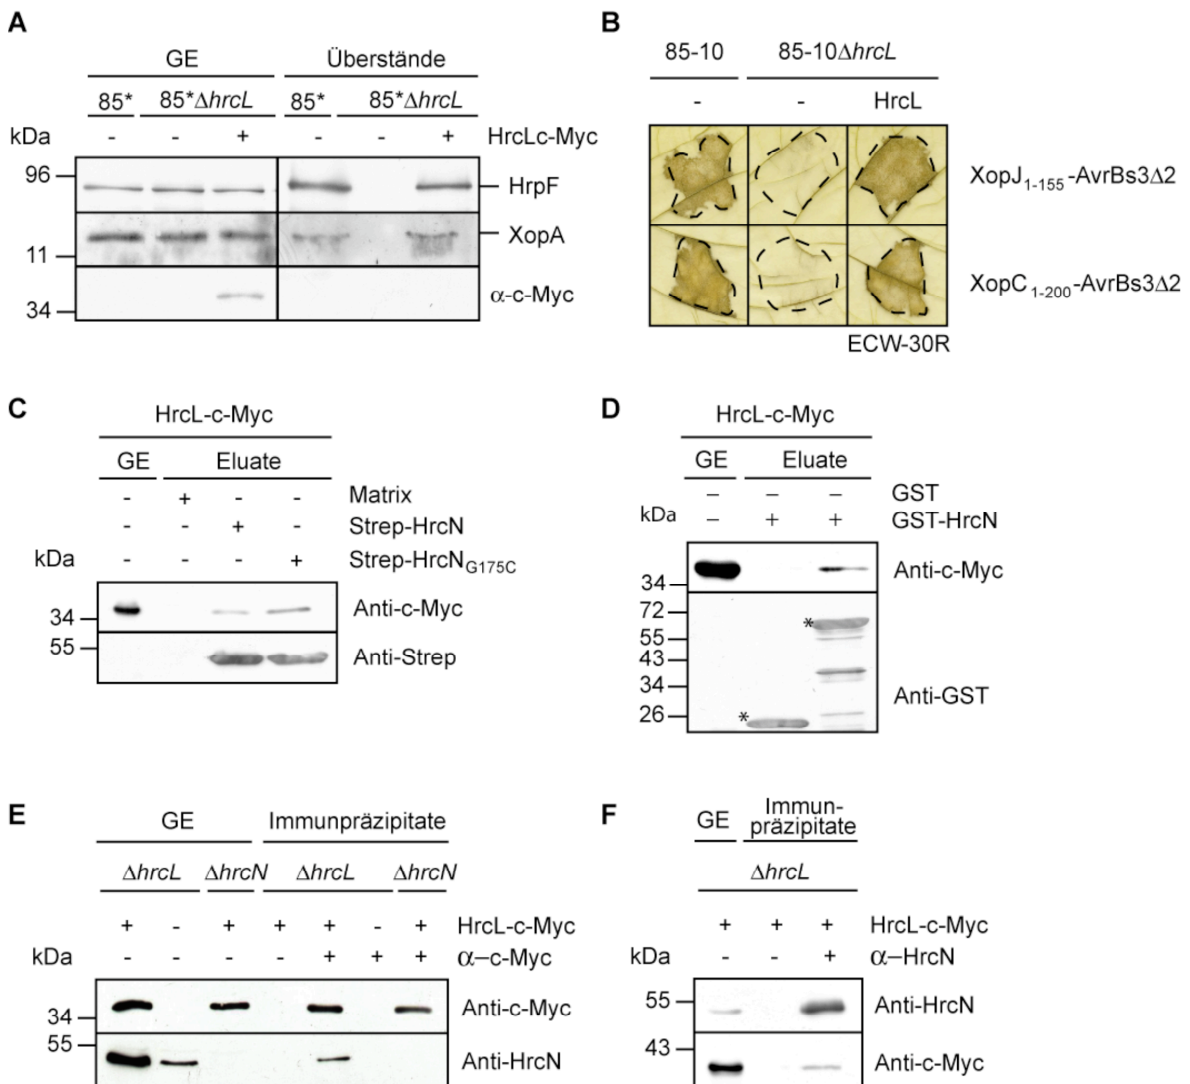 A
GE Überstände
85* 85*ΔhrcL 85* 85*ΔhrcL
kDa - - + - - + HrcLc-Myc
96 HrpF
XopA
11
α-c-Myc
34
B
85-10 85-10ΔhrcL
- - HrcL
XopJ1-155-AvrBs3Δ2
XopC1-200-AvrBs3Δ2
ECW-30R
C
HrcL-c-Myc
GE Eluate
- + - - Matrix
- - + - Strep-HrcN
kDa - - - + Strep-HrcNG175C
34 Anti-c-Myc
55 Anti-Strep
D
HrcL-c-Myc
GE Eluate
– – – GST
kDa – + + GST-HrcN
34 Anti-c-Myc
72 *
55
43
34 Anti-GST
26 *
E
GE Immunpräzipitate
ΔhrcL ΔhrcN ΔhrcL ΔhrcN
+ - + + + - + HrcL-c-Myc
kDa - - - - + + + α–c-Myc
34 Anti-c-Myc
55 Anti-HrcN
F
Immun-
GE präzipitate
ΔhrcL
+ + + HrcL-c-Myc
kDa - - + α–HrcN
55 Anti-HrcN
43 Anti-c-Myc